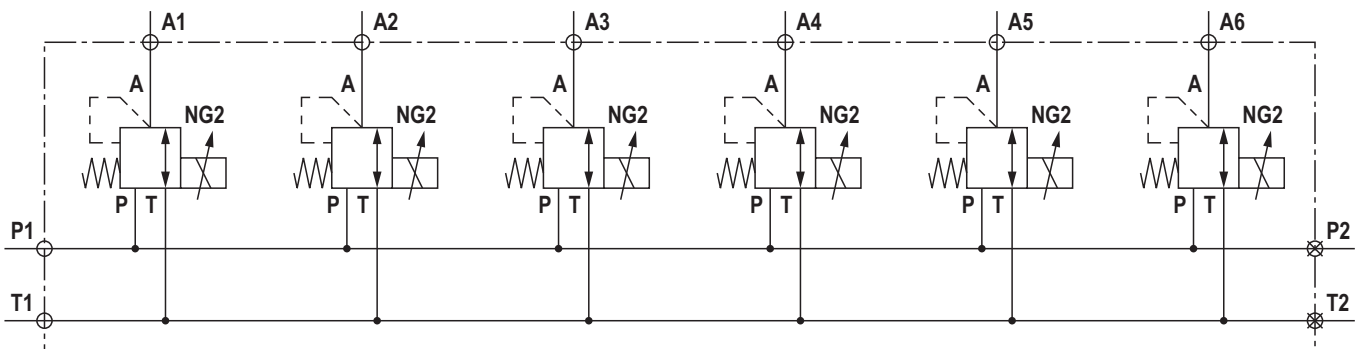 A1 A2 A3 A4 A5 A6
A A A A A A
NG2 NG2 NG2 NG2 NG2 NG2
P T P T P T P T P T P T
P1 P2
T1 T2